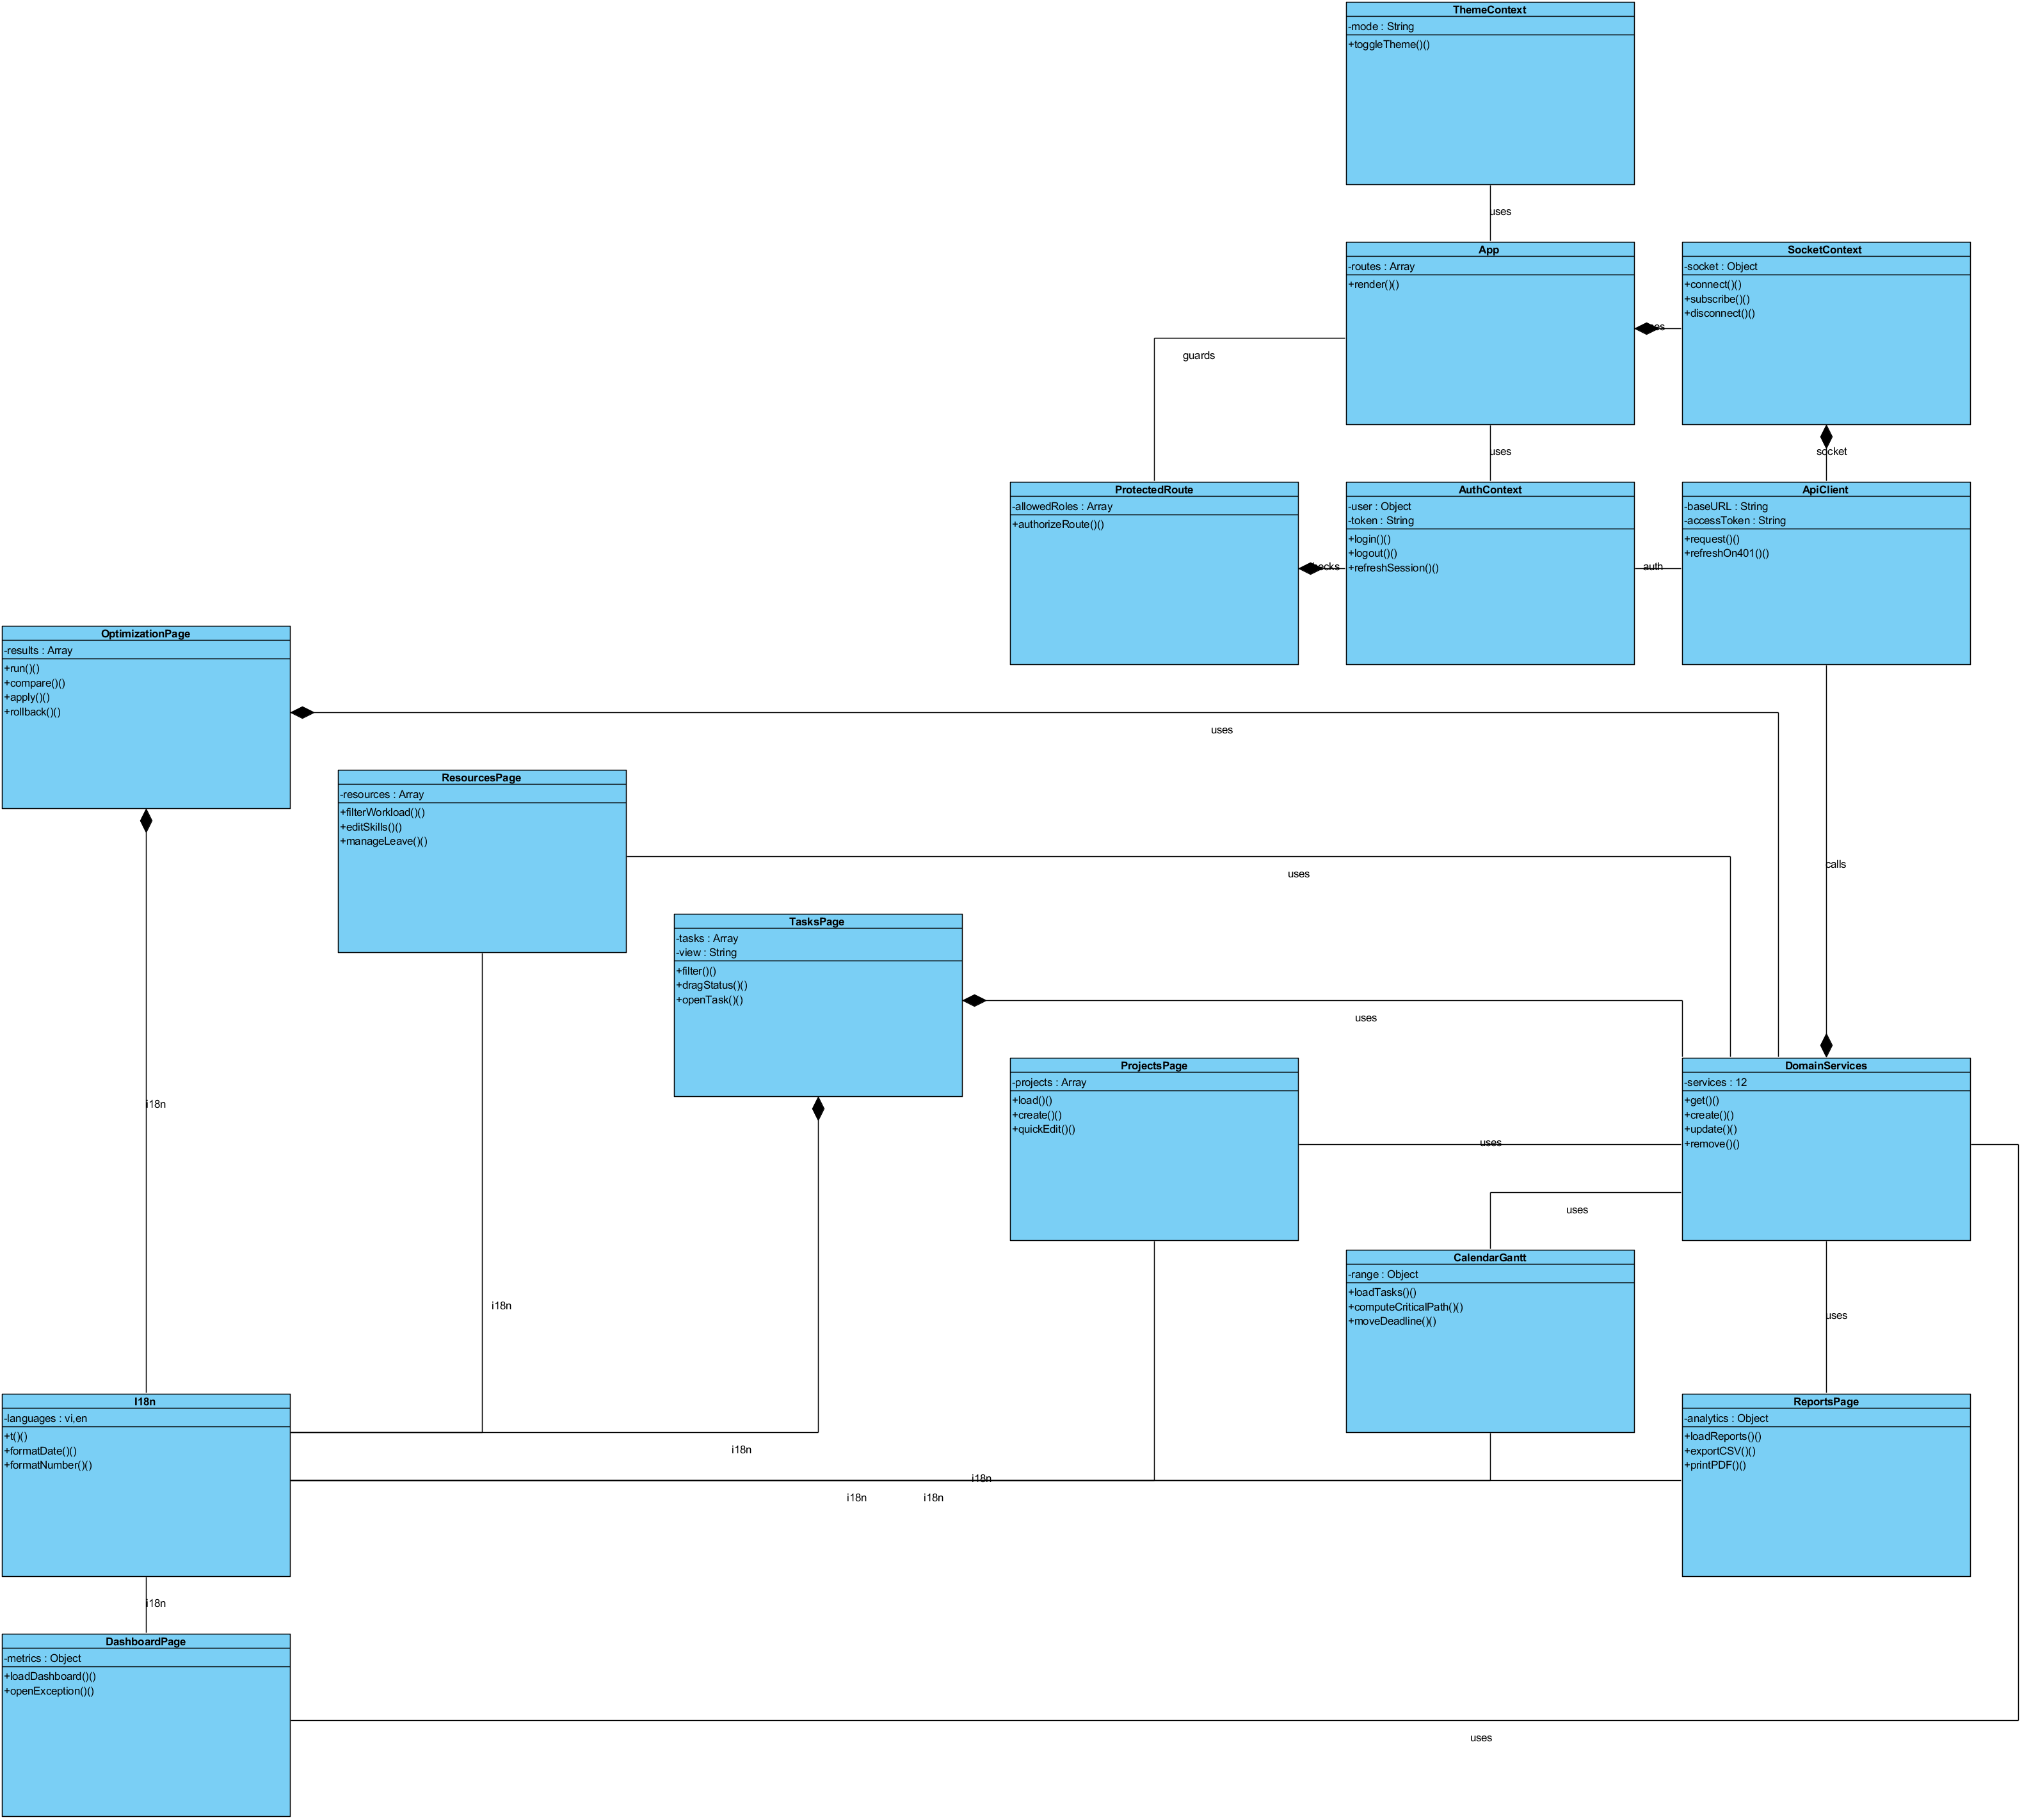 ThemeContext
-mode : String
+toggleTheme()()
uses
App
-routes : Array
+render()()
SocketContext
-socket : Object
+connect()()
+subscribe()()
+disconnect()()
guards
uses
socket
ProtectedRoute
-allowedRoles : Array
+authorizeRoute()()
AuthContext
-user : Object
-token : String
+login()()
+logout()()
+refreshSession()()
auth
ApiClient
-baseURL : String
-accessToken : String
+request()()
+refreshOn401()()
OptimizationPage
-results : Array
+run()()
+compare()()
+apply()()
+rollback()()
uses
ResourcesPage
-resources : Array
+filterWorkload()()
+editSkills()()
+manageLeave()()
uses
calls
TasksPage
-tasks : Array
-view : String
+filter()()
+dragStatus()()
+openTask()()
uses
i18n
ProjectsPage
-projects : Array
+load()()
+create()()
+quickEdit()()
uses
DomainServices
-services : 12
+get()()
+create()()
+update()()
+remove()()
uses
CalendarGantt
-range : Object
+loadTasks()()
+computeCriticalPath()()
+moveDeadline()()
i18n
uses
I18n
-languages : vi,en
+t()()
+formatDate()()
+formatNumber()()
ReportsPage
-analytics : Object
+loadReports()()
+exportCSV()()
+printPDF()()
i18n
i18n
i18n
i18n
i18n
DashboardPage
-metrics : Object
+loadDashboard()()
+openException()()
uses